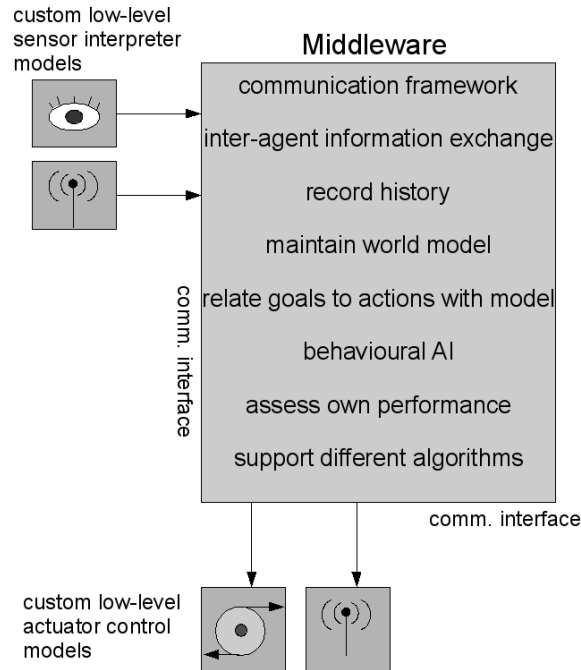 custom low-level
sensor interpreter
models
Middleware
communication framework
inter-agent information exchange
record history
maintain world model
relate goals to actions with model
behavioural AI
assess own performance
support different algorithms
comm. interface
comm. interface
custom low-level
actuator control
models